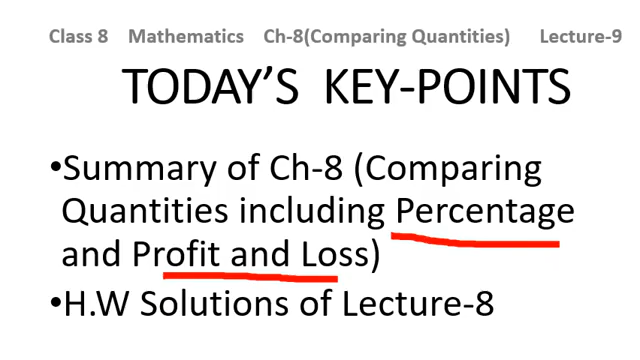 Class 8 Mathematics Ch-8(Comparing Quantities) Lecture-9
TODAY’S KEY-POINTS
•Summary of Ch-8 (Comparing
Quantities including Percentage
and Profit and Loss)
•H.W Solutions of Lecture-8